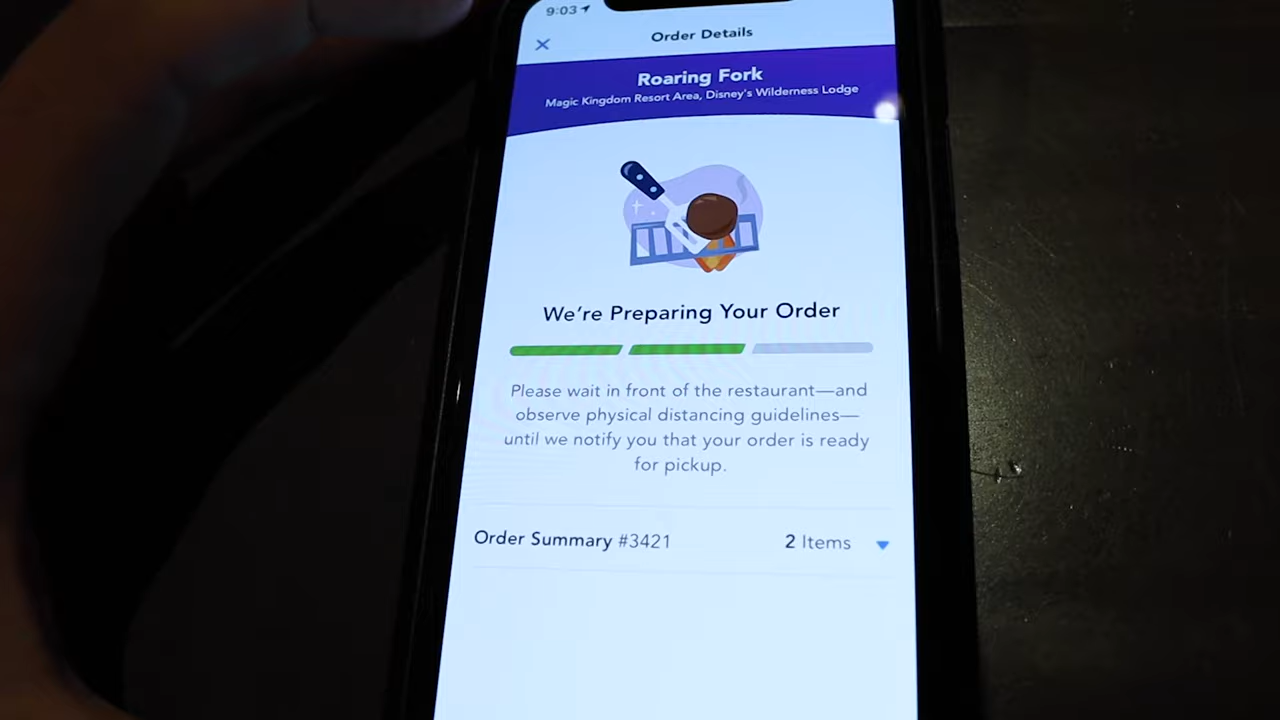 9:03
Order Details
Roaring Fork
Magic Kingdom Resort Area, Disney's Wilderness Lodge
We're Preparing Your Order
Please wait in front of the restaurant—and
observe physical distancing guidelines—
until we notify you that your order is ready
for pickup.
Order Summary #3421 2 Items